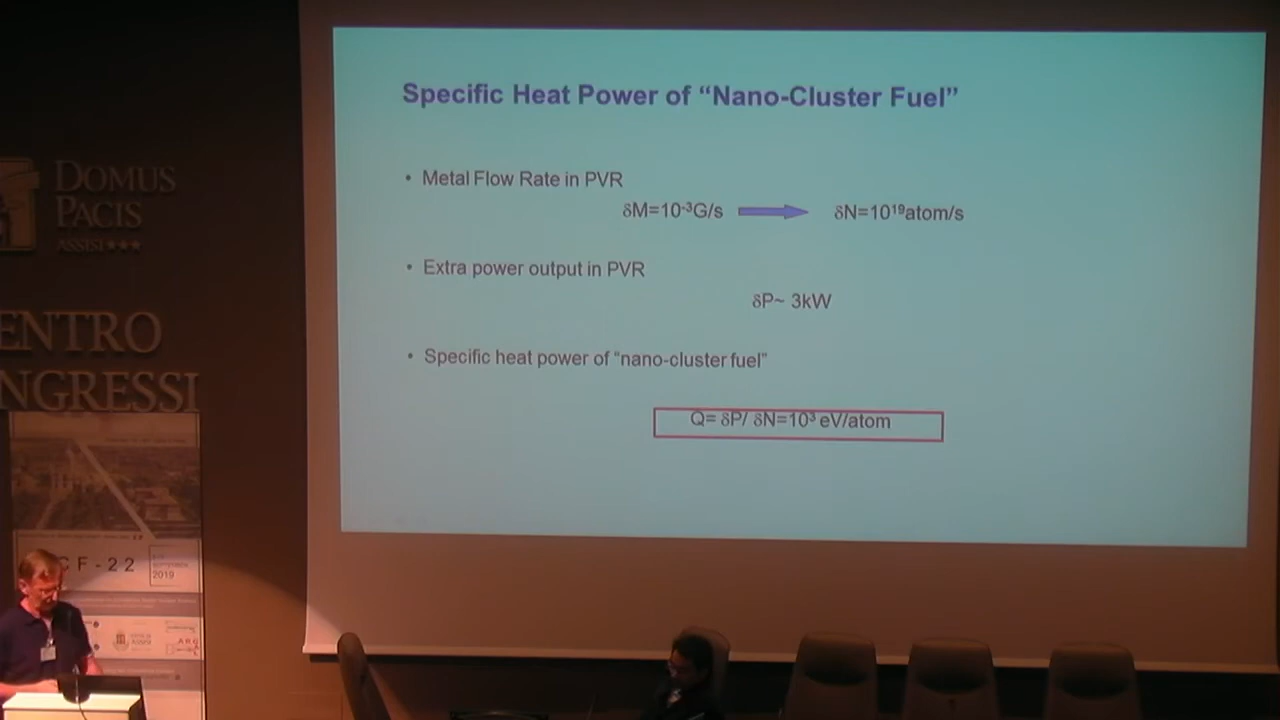 Specific Heat Power of “Nano-Cluster Fuel”
• Metal Flow Rate in PVR
δM=10⁻³G/s
δN=10¹⁹atom/s
• Extra power output in PVR
δP~ 3kW
• Specific heat power of “nano-cluster fuel”
Q= δP/ δN=10³ eV/atom
DOMUS
PACIS
ASSISI★★★
ENTRO
NGRESSI
CF-22
2019